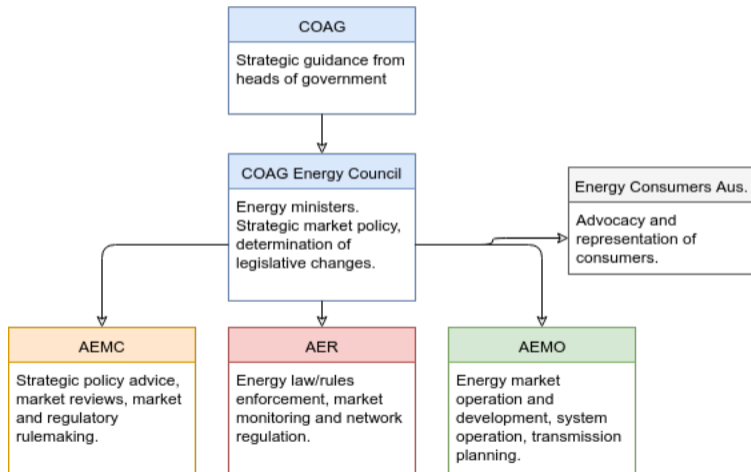 COAG
Strategic guidance from
heads of government
COAG Energy Council
Energy ministers.
Strategic market policy,
determination of
legislative changes.
Energy Consumers Aus.
Advocacy and
representation of
consumers.
AEMC
Strategic policy advice,
market reviews, market
and regulatory
rulemaking.
AER
Energy law/rules
enforcement, market
monitoring and network
regulation.
AEMO
Energy market
operation and
development, system
operation, transmission
planning.